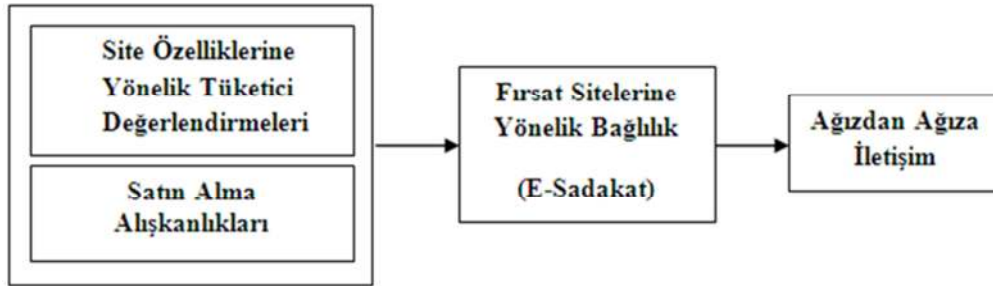 Site Özelliklerine
Yönelik Tüketici
Değerlendirmeleri
Satın Alma
Alışkanlıkları
Fırsat Sitelerine
Yönelik Bağlılık
(E-Sadakat)
Ağızdan Ağıza
İletişim